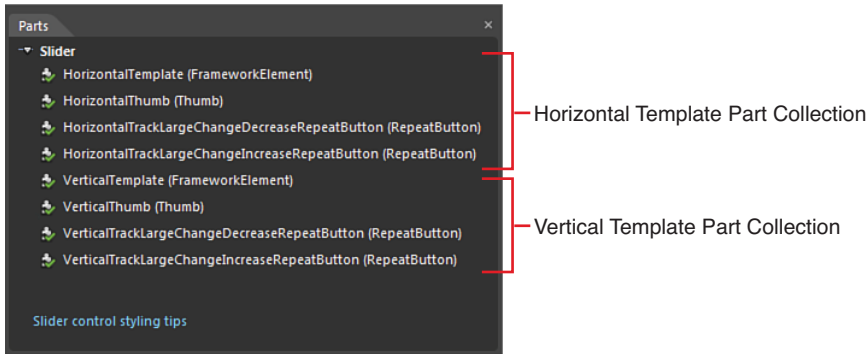 Parts
Slider
HorizontalTemplate (FrameworkElement)
HorizontalThumb (Thumb)
HorizontalTrackLargeChangeDecreaseRepeatButton (RepeatButton)
HorizontalTrackLargeChangeIncreaseRepeatButton (RepeatButton)
VerticalTemplate (FrameworkElement)
VerticalThumb (Thumb)
VerticalTrackLargeChangeDecreaseRepeatButton (RepeatButton)
VerticalTrackLargeChangeIncreaseRepeatButton (RepeatButton)
Slider control styling tips
Horizontal Template Part Collection
Vertical Template Part Collection